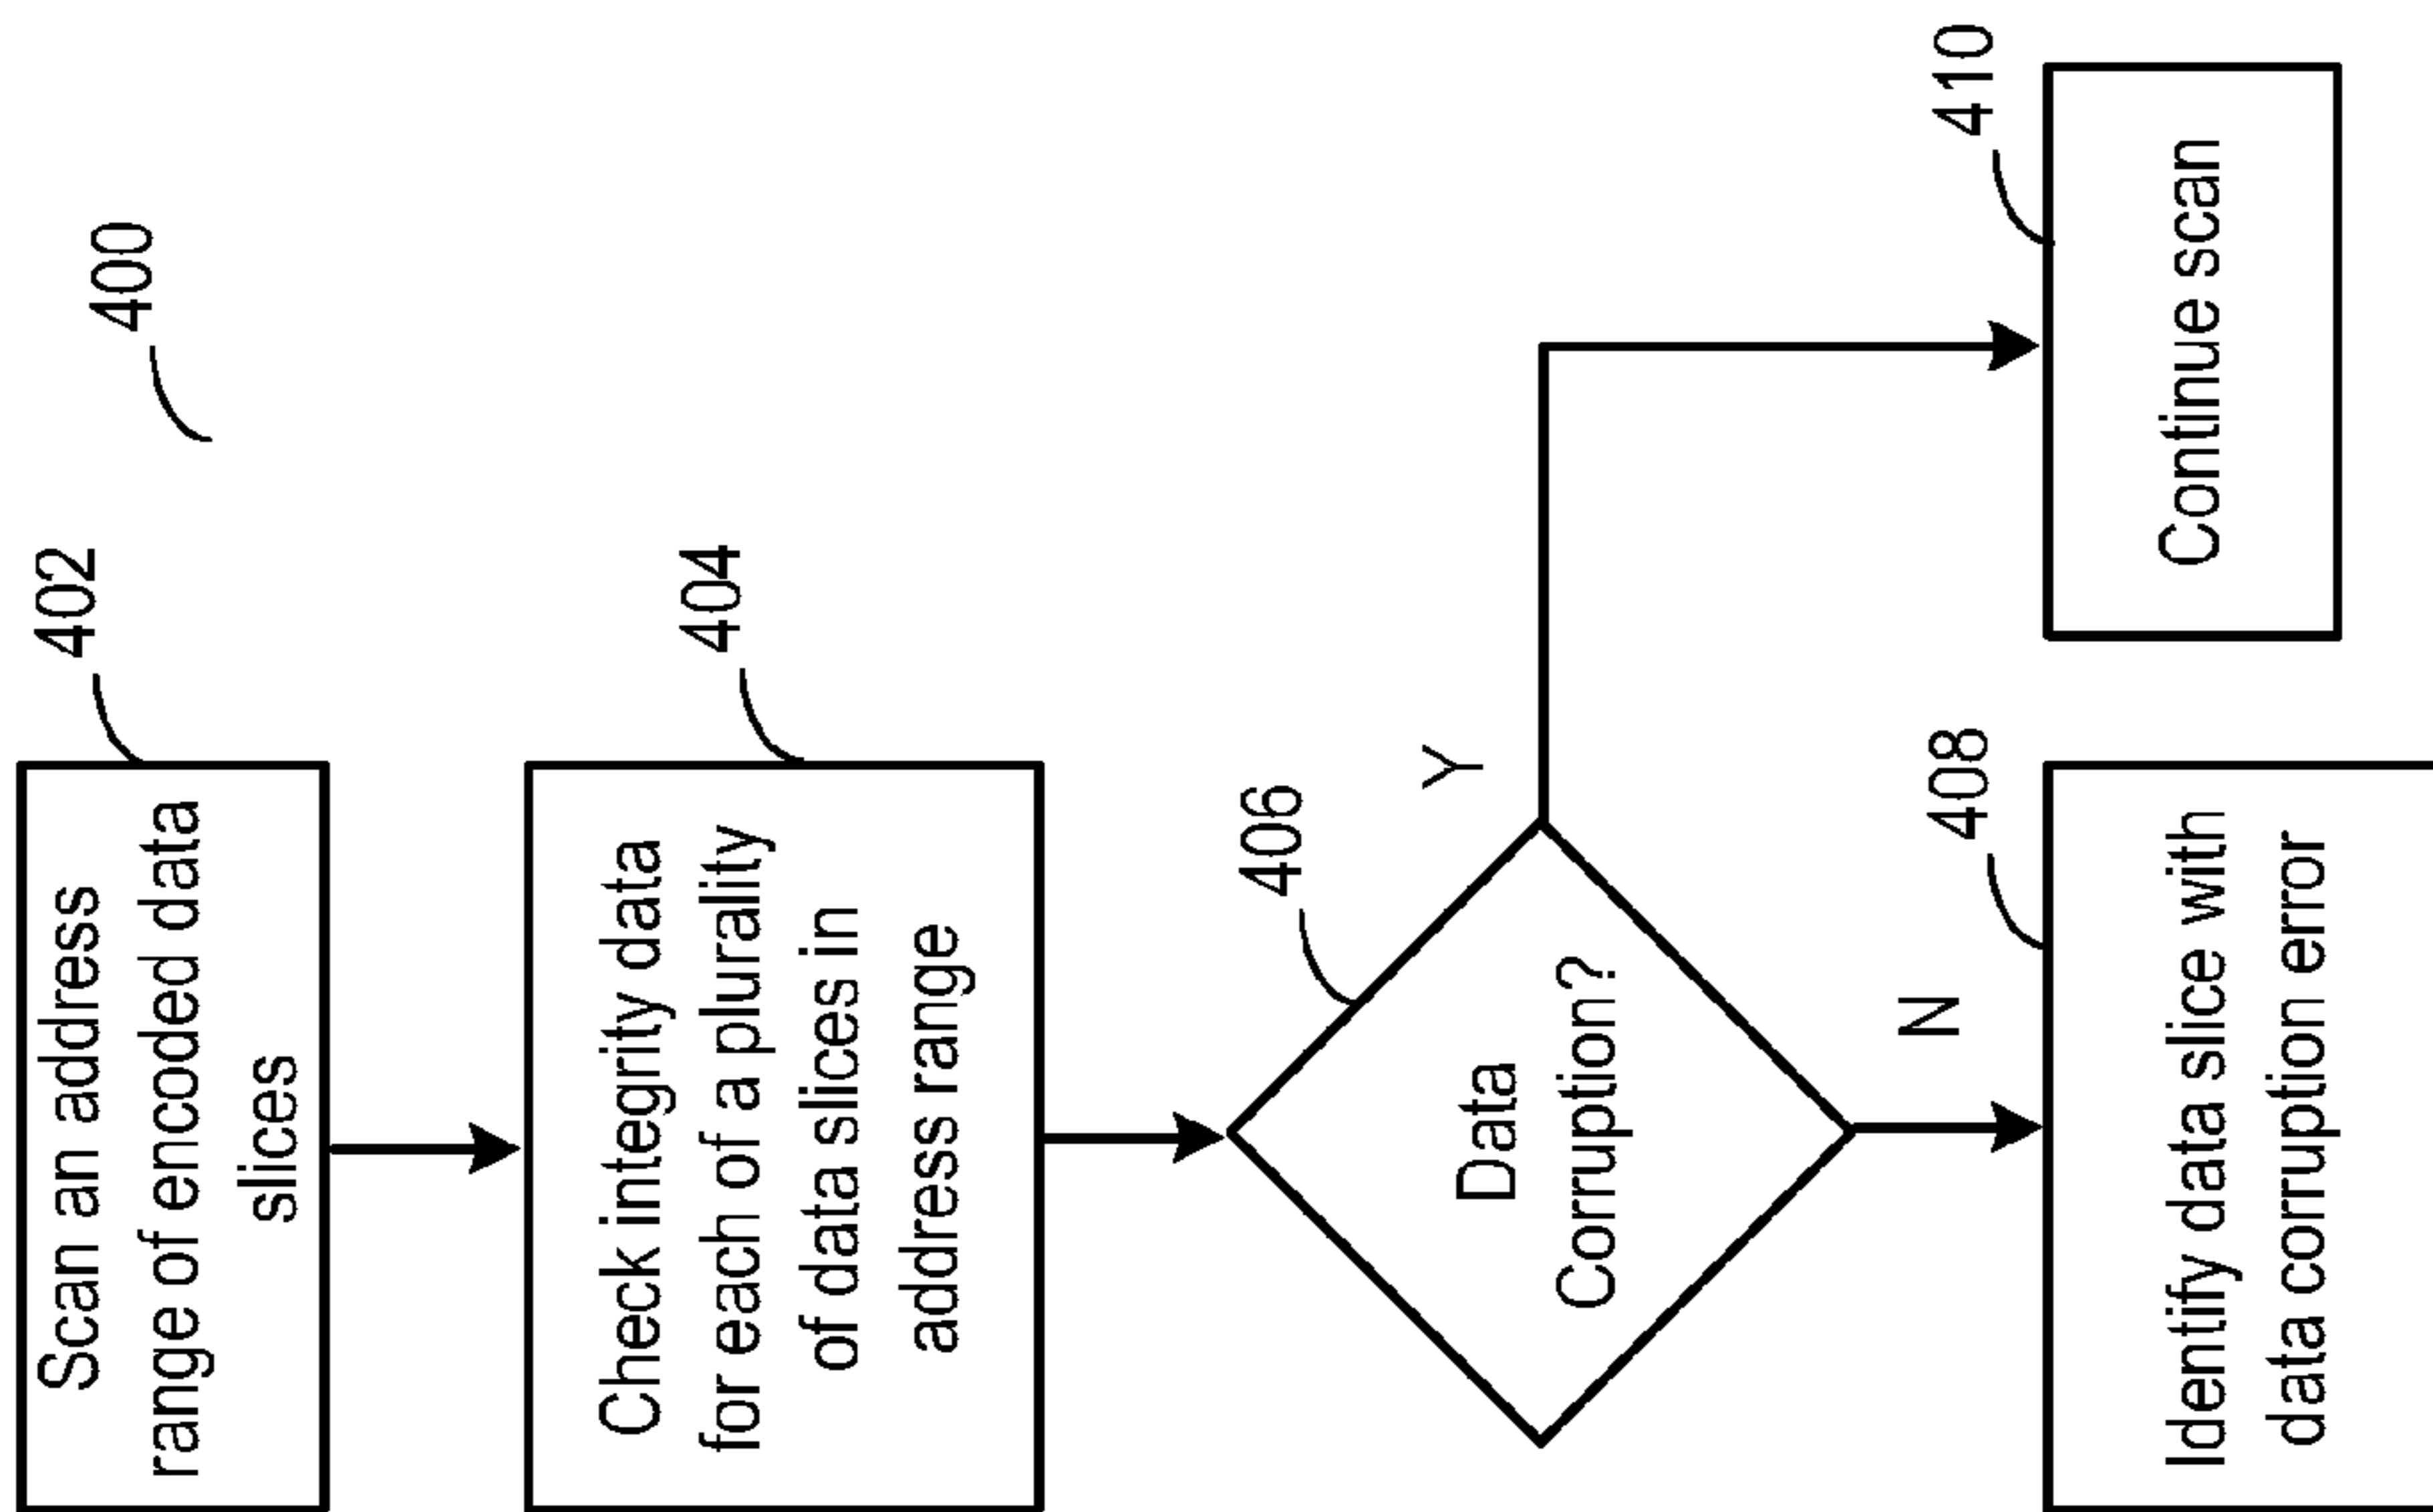 400
402
Scan an address
range of encoded data
slices
404
Check integrity data
for each of a plurality
of data slices in
address range
406
Data
Corruption?
Y
N
408
Identify data slice with
data corruption error
410
Continue scan